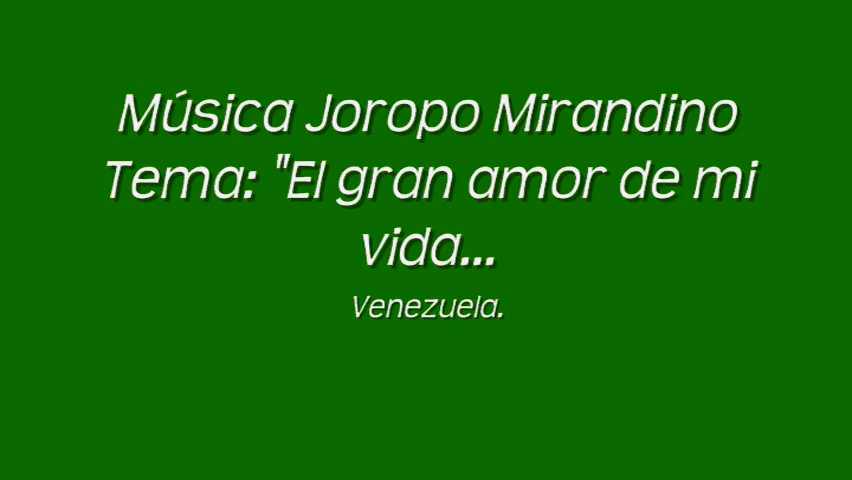 Música Joropo Mirandino
Tema: "El gran amor de mi
vida...
Venezuela.